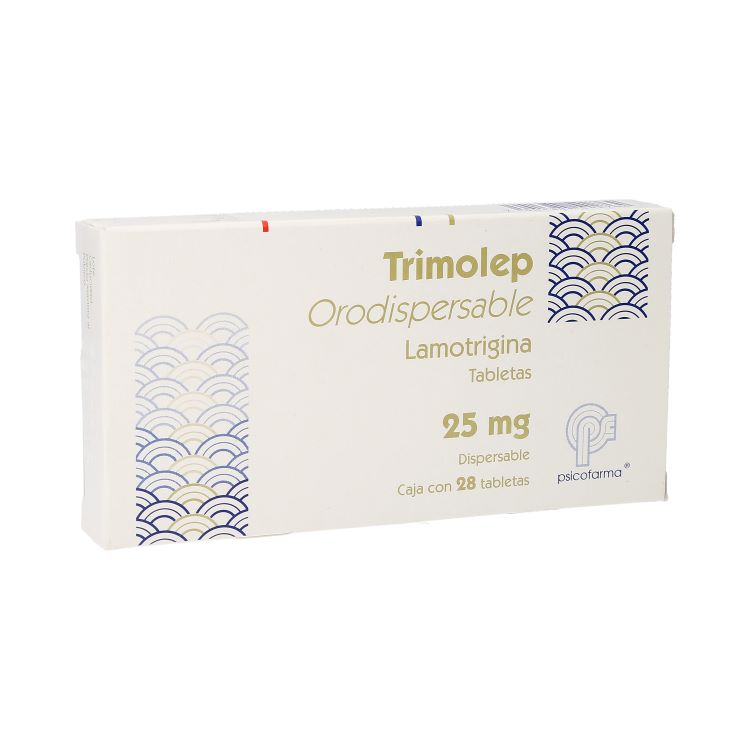 Trimolep
Orodispersable
Lamotrigina
Tabletas
25 mg
Dispersable
Caja con 28 tabletas
psicofarma®